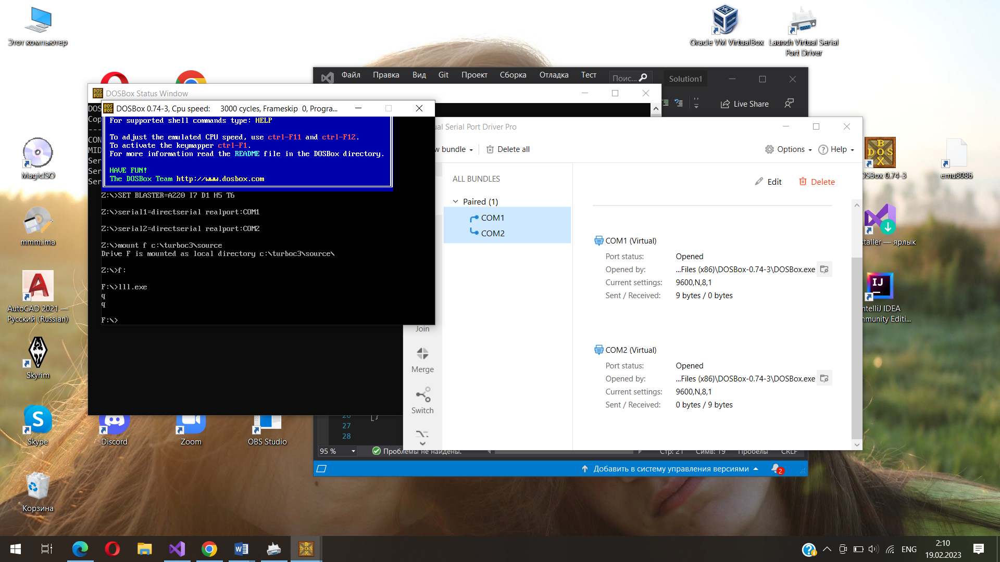 Этот компьютер
Oracle VM VirtualBox
Launch Virtual Serial
Port Driver
Файл Правка Вид Git Проект Сборка Отладка Тест
Поис...
Solution1
Live Share
DOSBox Status Window
DOS
Cop
---
CON
MID
Ser
Ser
Ser
DOSBox 0.74-3, Cpu speed: 3000 cycles, Frameskip 0, Progra...
For supported shell commands type: HELP
To adjust the emulated CPU speed, use ctrl-F11 and ctrl-F12.
To activate the keymapper ctrl-F1.
For more information read the README file in the DOSBox directory.
HAVE FUN!
The DOSBox Team http://www.dosbox.com
Z:\>SET BLASTER=A220 I7 D1 H5 T6
Z:\>serial1=directserial realport:COM1
Z:\>serial2=directserial realport:COM2
Z:\>mount f c:\turboc3\source
Drive F is mounted as local directory c:\turboc3\source\
Z:\>f:
F:\>lll.exe
q
q
F:\>
ual Serial Port Driver Pro
w bundle
Delete all
Options
Help
ALL BUNDLES
Paired (1)
COM1
COM2
Edit
Delete
COM1 (Virtual)
Port status: Opened
Opened by: ...Files (x86)\DOSBox-0.74-3\DOSBox.exe
Current settings: 9600,N,8,1
Sent / Received: 9 bytes / 0 bytes
COM2 (Virtual)
Port status: Opened
Opened by: ...Files (x86)\DOSBox-0.74-3\DOSBox.exe
Current settings: 9600,N,8,1
Sent / Received: 0 bytes / 9 bytes
Join
Merge
Switch
26
27
28
95 %
Проблемы не найдены.
Стр: 21 Симв: 19 Пробелы CRLF
Добавить в систему управления версиями
2
MagicISO
mmm.ima
AutoCAD 2021 —
Русский (Russian)
Skyrim
Skype
Discord
Zoom
OBS Studio
Корзина
OSBox 0.74-3
emu8086
staller — ярлык
IJ
ntelliJ IDEA
mmunity Editi...
ENG
2:10
19.02.2023